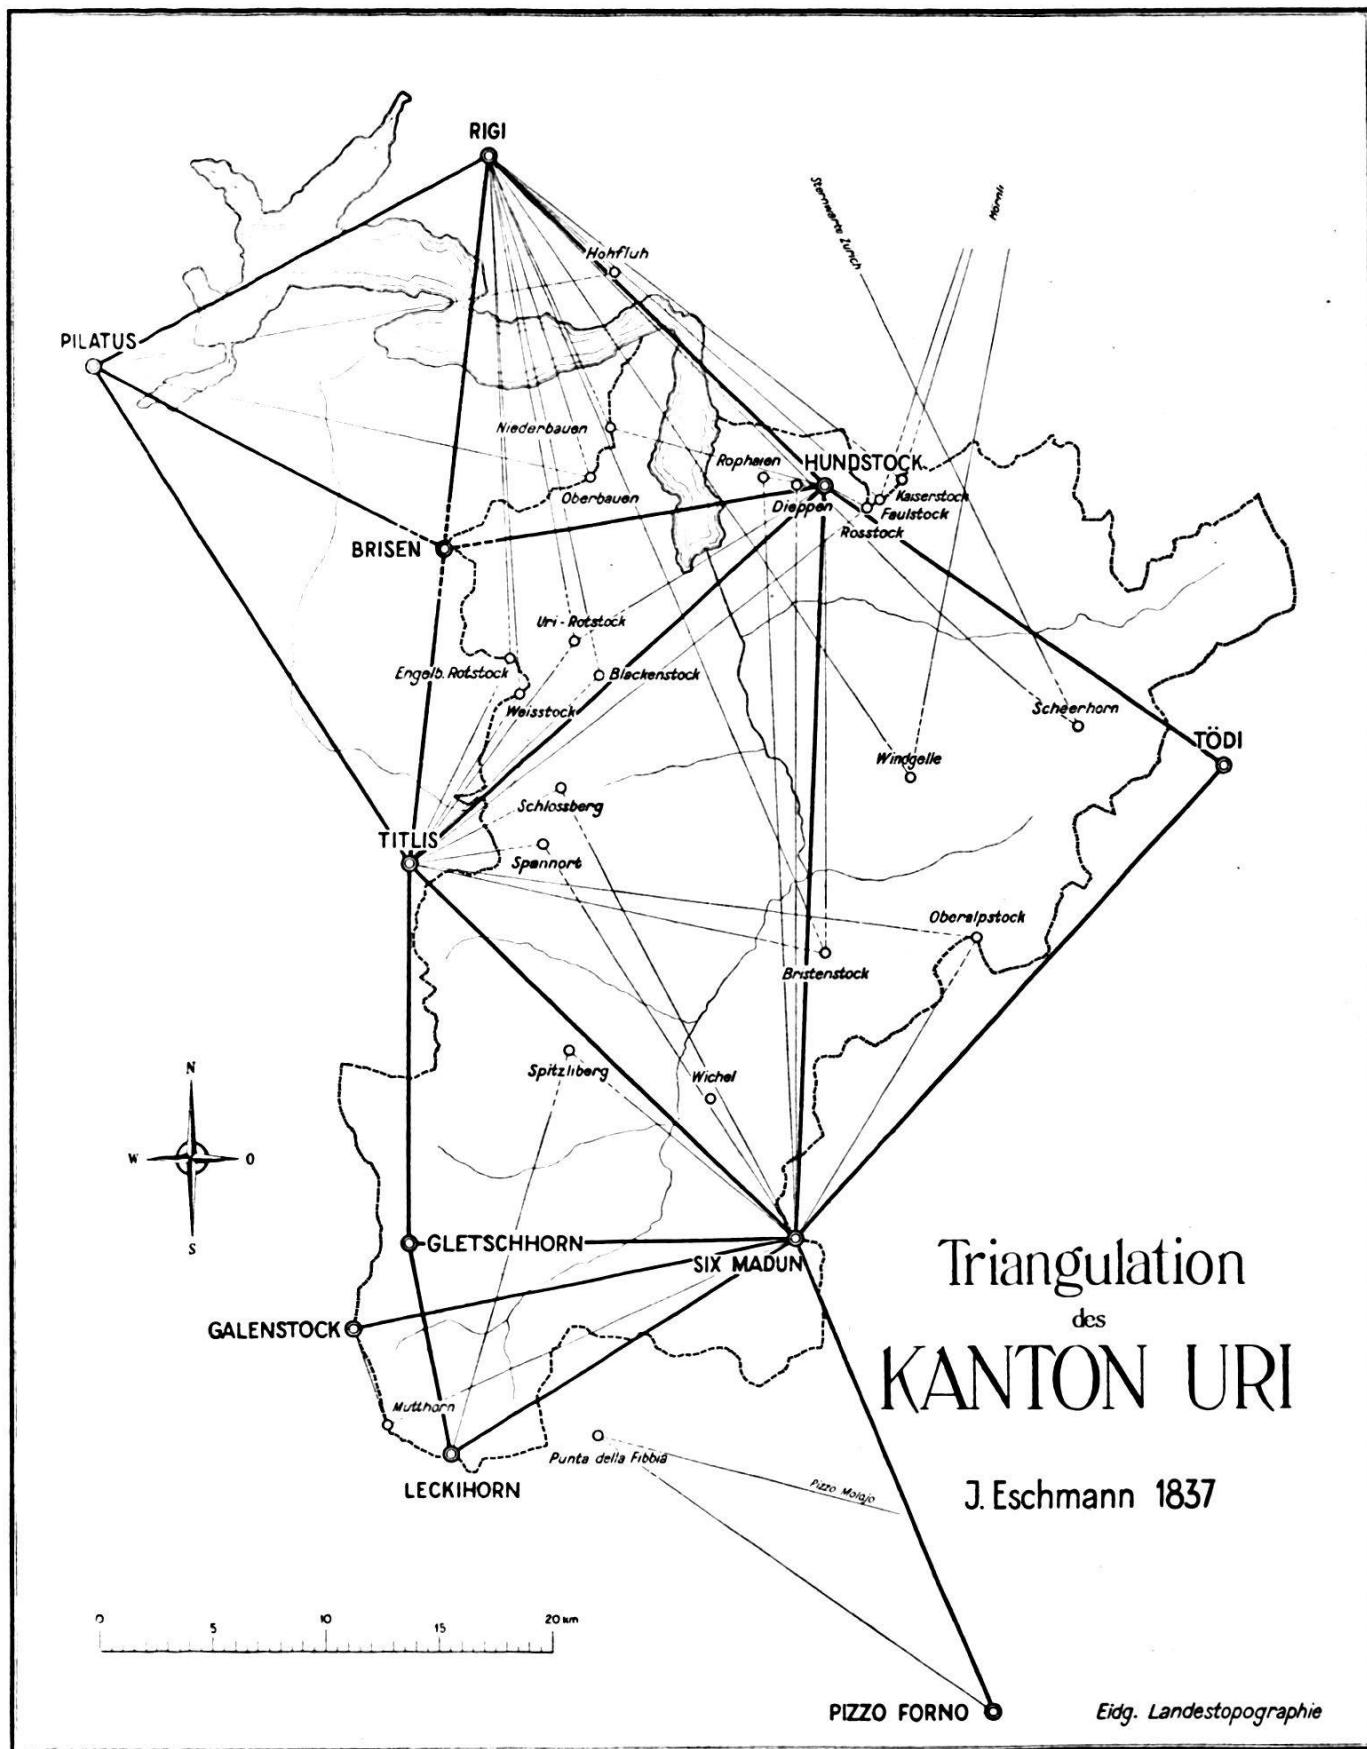 RIGI
Sternwarte Zürich
Hörnli
Hohfluh
PILATUS
Niederbauen
Rophaien
HUNDSTOCK
Oberbauen
Dieppen
Kaiserstock
Faulstock
Rosstock
BRISEN
Uri-Rotstock
Engelb. Rotstock
Blackenstock
Weisstock
Scheerhorn
TÖDI
Windgelle
Schlossberg
TITLIS
Spannort
Oberalpstock
Bristenstock
Spitzliberg
Wichel
N
W
O
S
GLETSCHHORN
SIX MADUN
GALENSTOCK
Mutthorn
Punta della Fibbia
LECKIHORN
Pizzo Molajo
Triangulation
des
KANTON URI
J. Eschmann 1837
0 5 10 15 20 km
PIZZO FORNO
Eidg. Landestopographie